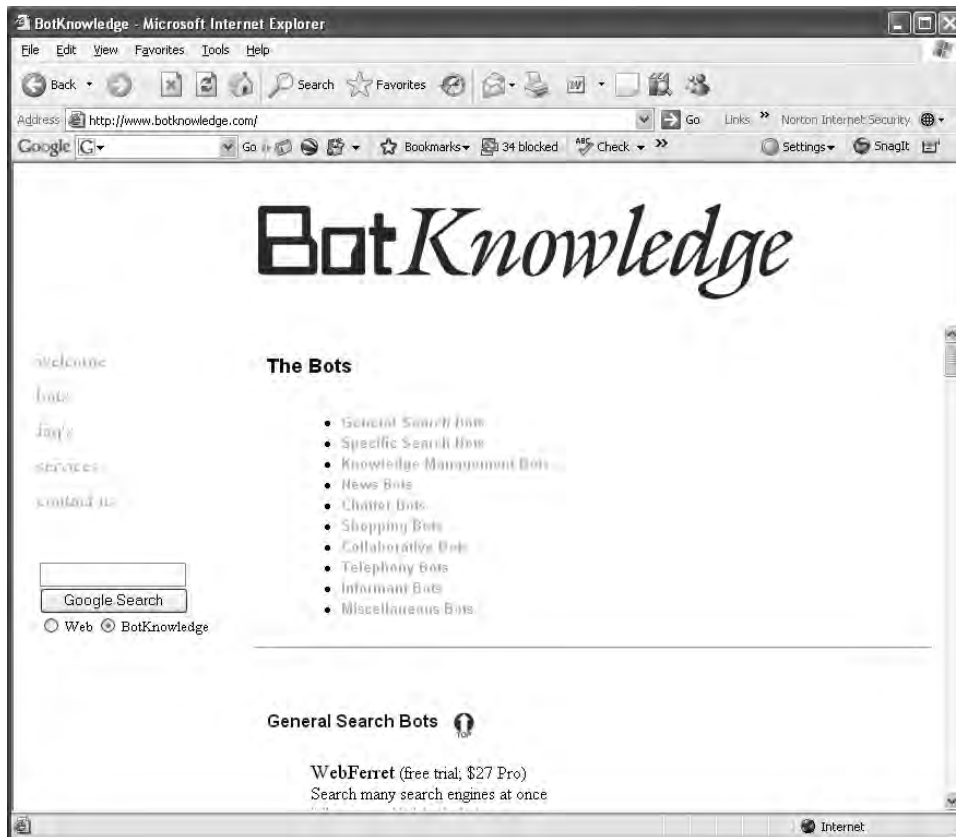 BotKnowledge - Microsoft Internet Explorer
File Edit View Favorites Tools Help
Back Search Favorites
Address http://www.botknowledge.com/ Go Links » Norton Internet Security
Google G Go Bookmarks 34 blocked ABC Check » Settings SnagIt
BotKnowledge
welcome
bots
faq's
services
contact us
Google Search
Web BotKnowledge
The Bots
• General Search Bots
• Specific Search Bots
• Knowledge Management Bots
• News Bots
• Chatter Bots
• Shopping Bots
• Collaborative Bots
• Telephony Bots
• Informant Bots
• Miscellaneous Bots
General Search Bots TOP
WebFerret (free trial; $27 Pro)
Search many search engines at once
Internet